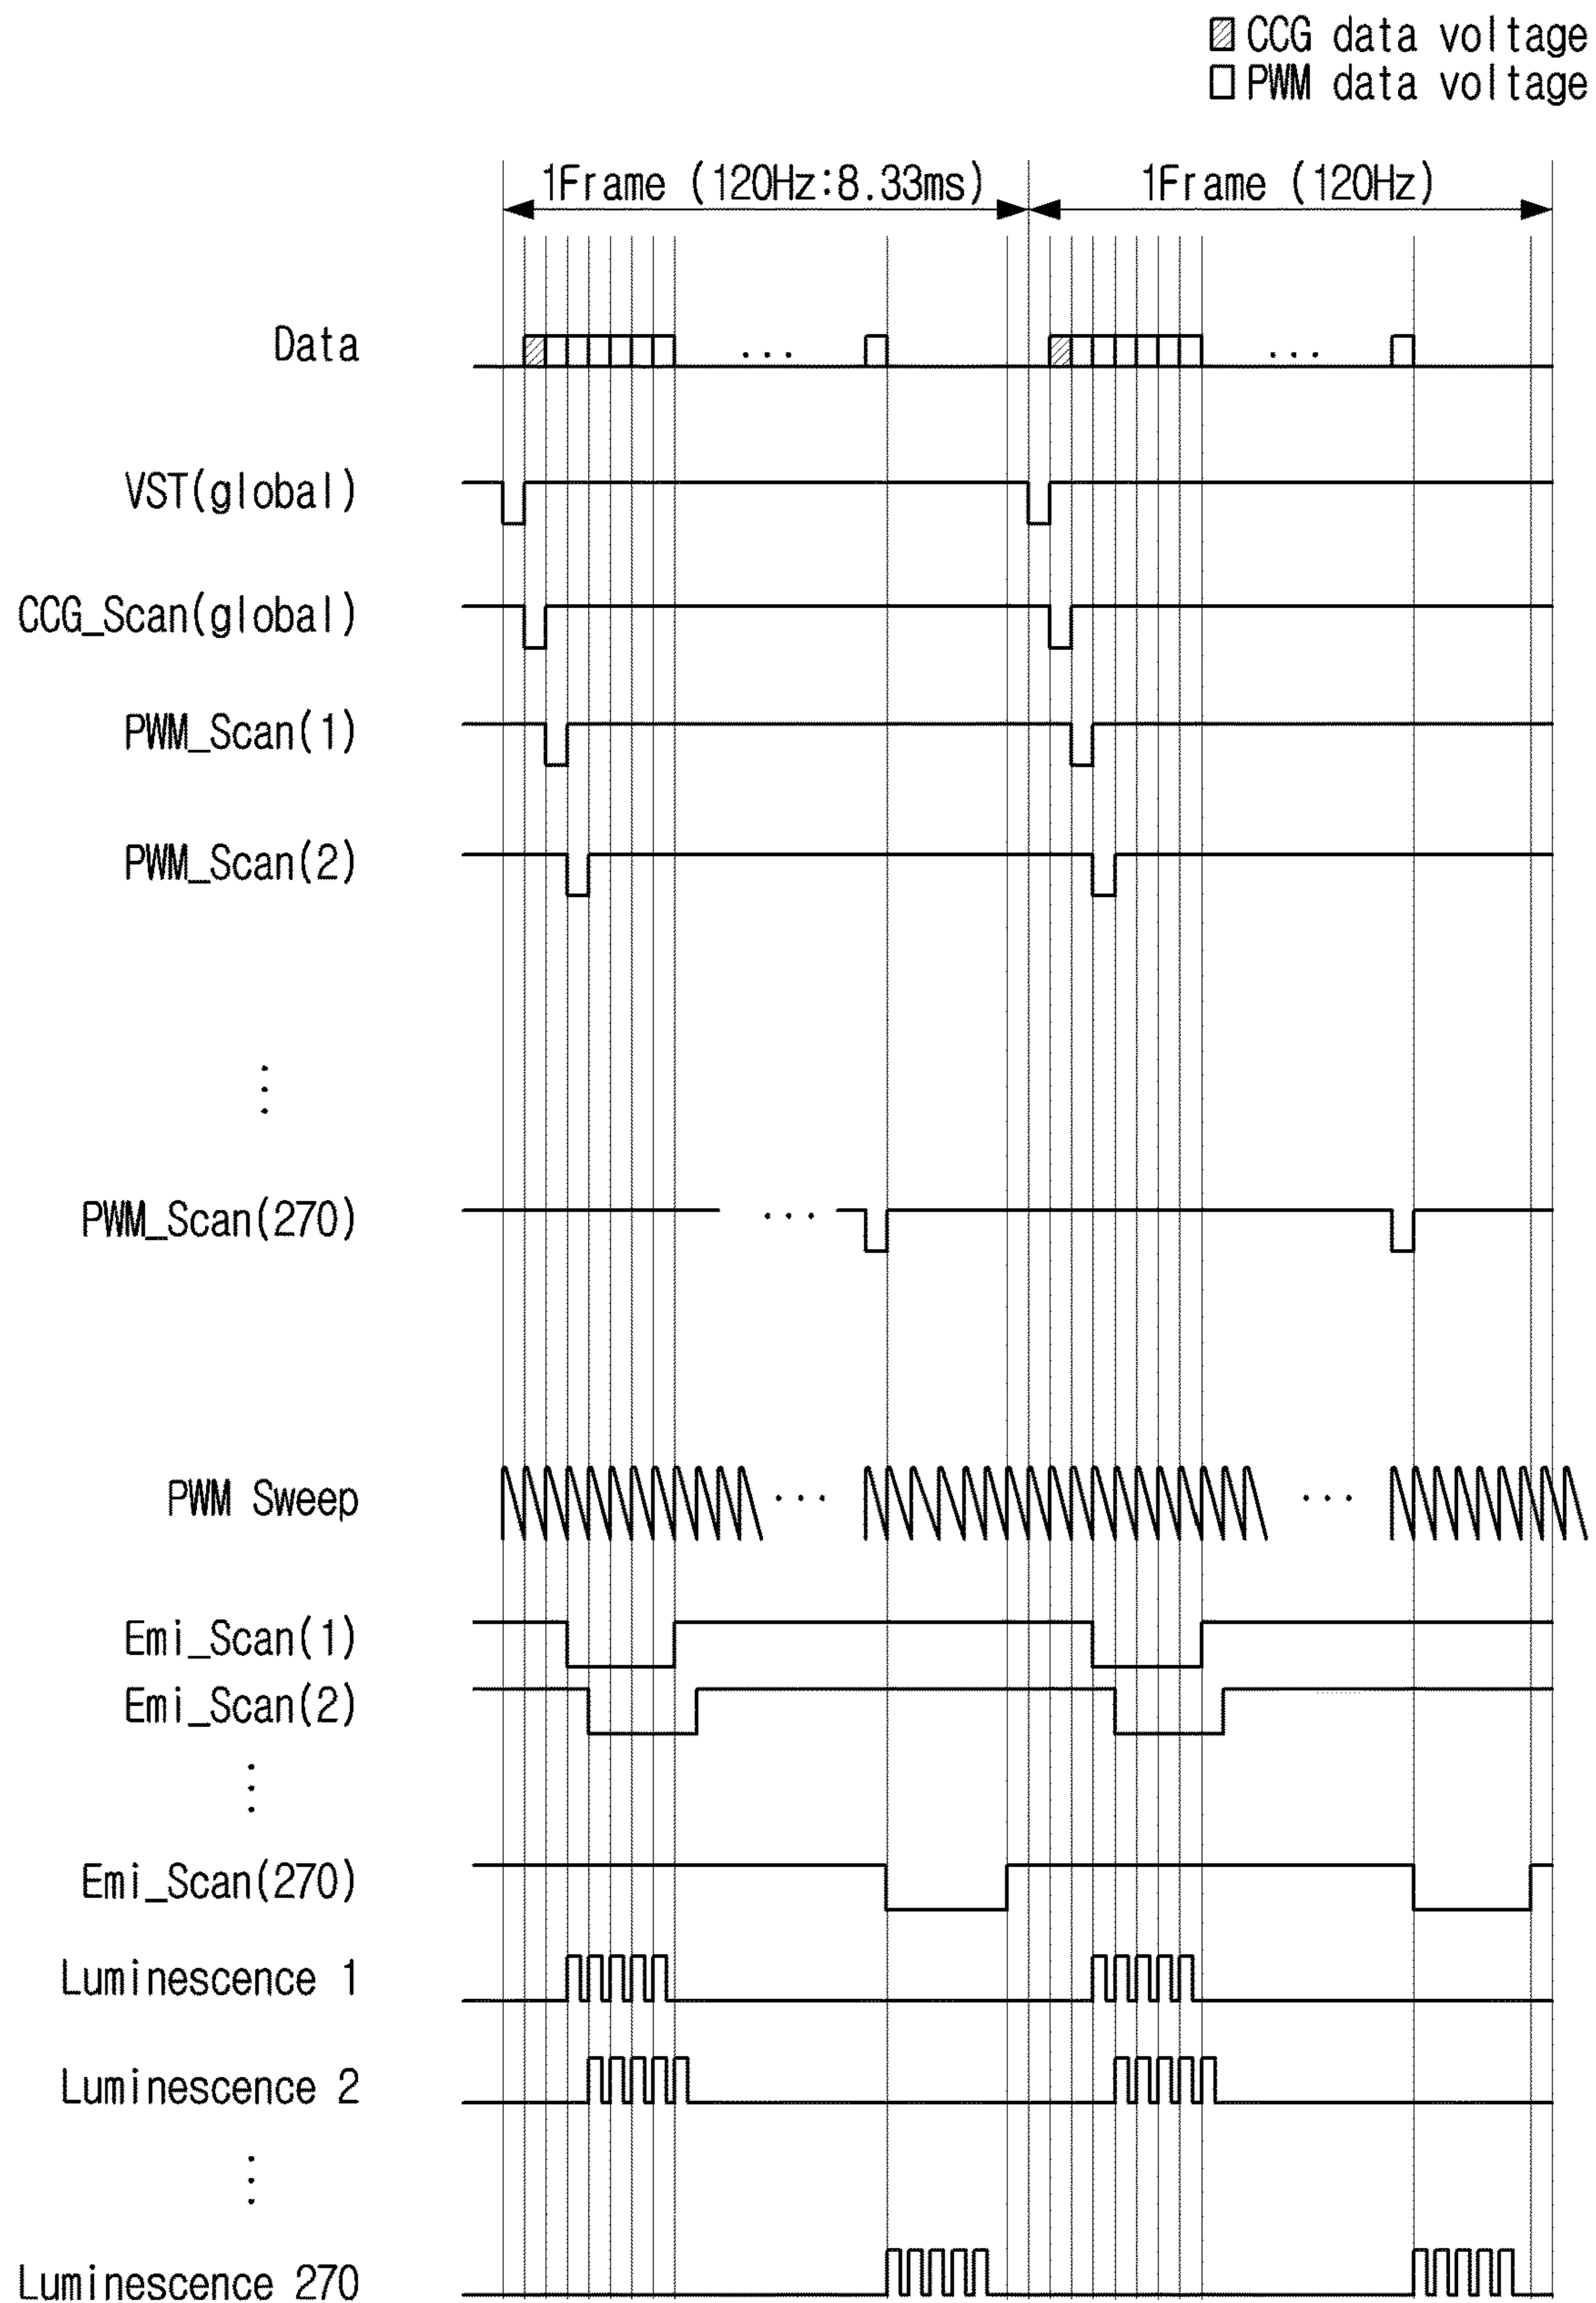 CCG data voltage
PWM data voltage
1Frame (120Hz:8.33ms)
1Frame (120Hz)
Data
...
...
VST(global)
CCG_Scan(global)
PWM_Scan(1)
PWM_Scan(2)
⋮
PWM_Scan(270)
...
PWM Sweep
...
...
Emi_Scan(1)
Emi_Scan(2)
⋮
Emi_Scan(270)
Luminescence 1
Luminescence 2
⋮
Luminescence 270